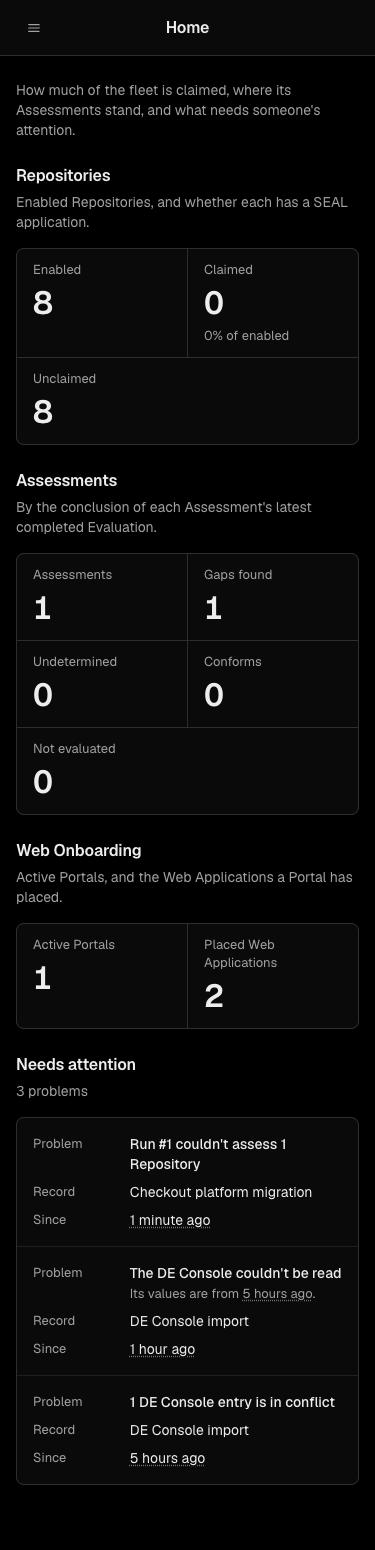 Home
How much of the fleet is claimed, where its
Assessments stand, and what needs someone's
attention.
Repositories
Enabled Repositories, and whether each has a SEAL
application.
Enabled
8
Claimed
0
0% of enabled
Unclaimed
8
Assessments
By the conclusion of each Assessment's latest
completed Evaluation.
Assessments
1
Gaps found
1
Undetermined
0
Conforms
0
Not evaluated
0
Web Onboarding
Active Portals, and the Web Applications a Portal has
placed.
Active Portals
1
Placed Web
Applications
2
Needs attention
3 problems
Problem
Run #1 couldn't assess 1
Repository
Record
Checkout platform migration
Since
1 minute ago
Problem
The DE Console couldn't be read
Its values are from 5 hours ago.
Record
DE Console import
Since
1 hour ago
Problem
1 DE Console entry is in conflict
Record
DE Console import
Since
5 hours ago